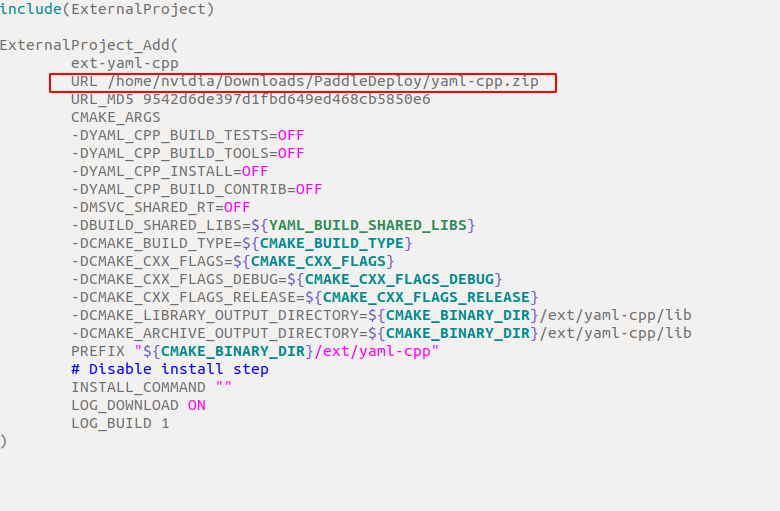 include(ExternalProject)
ExternalProject_Add(
ext-yaml-cpp
URL /home/nvidia/Downloads/PaddleDeploy/yaml-cpp.zip
URL_MD5 9542d6de397d1fbd649ed468cb5850e6
CMAKE_ARGS
-DYAML_CPP_BUILD_TESTS=OFF
-DYAML_CPP_BUILD_TOOLS=OFF
-DYAML_CPP_INSTALL=OFF
-DYAML_CPP_BUILD_CONTRIB=OFF
-DMSVC_SHARED_RT=OFF
-DBUILD_SHARED_LIBS=${YAML_BUILD_SHARED_LIBS}
-DCMAKE_BUILD_TYPE=${CMAKE_BUILD_TYPE}
-DCMAKE_CXX_FLAGS=${CMAKE_CXX_FLAGS}
-DCMAKE_CXX_FLAGS_DEBUG=${CMAKE_CXX_FLAGS_DEBUG}
-DCMAKE_CXX_FLAGS_RELEASE=${CMAKE_CXX_FLAGS_RELEASE}
-DCMAKE_LIBRARY_OUTPUT_DIRECTORY=${CMAKE_BINARY_DIR}/ext/yaml-cpp/lib
-DCMAKE_ARCHIVE_OUTPUT_DIRECTORY=${CMAKE_BINARY_DIR}/ext/yaml-cpp/lib
PREFIX "${CMAKE_BINARY_DIR}/ext/yaml-cpp"
# Disable install step
INSTALL_COMMAND ""
LOG_DOWNLOAD ON
LOG_BUILD 1
)